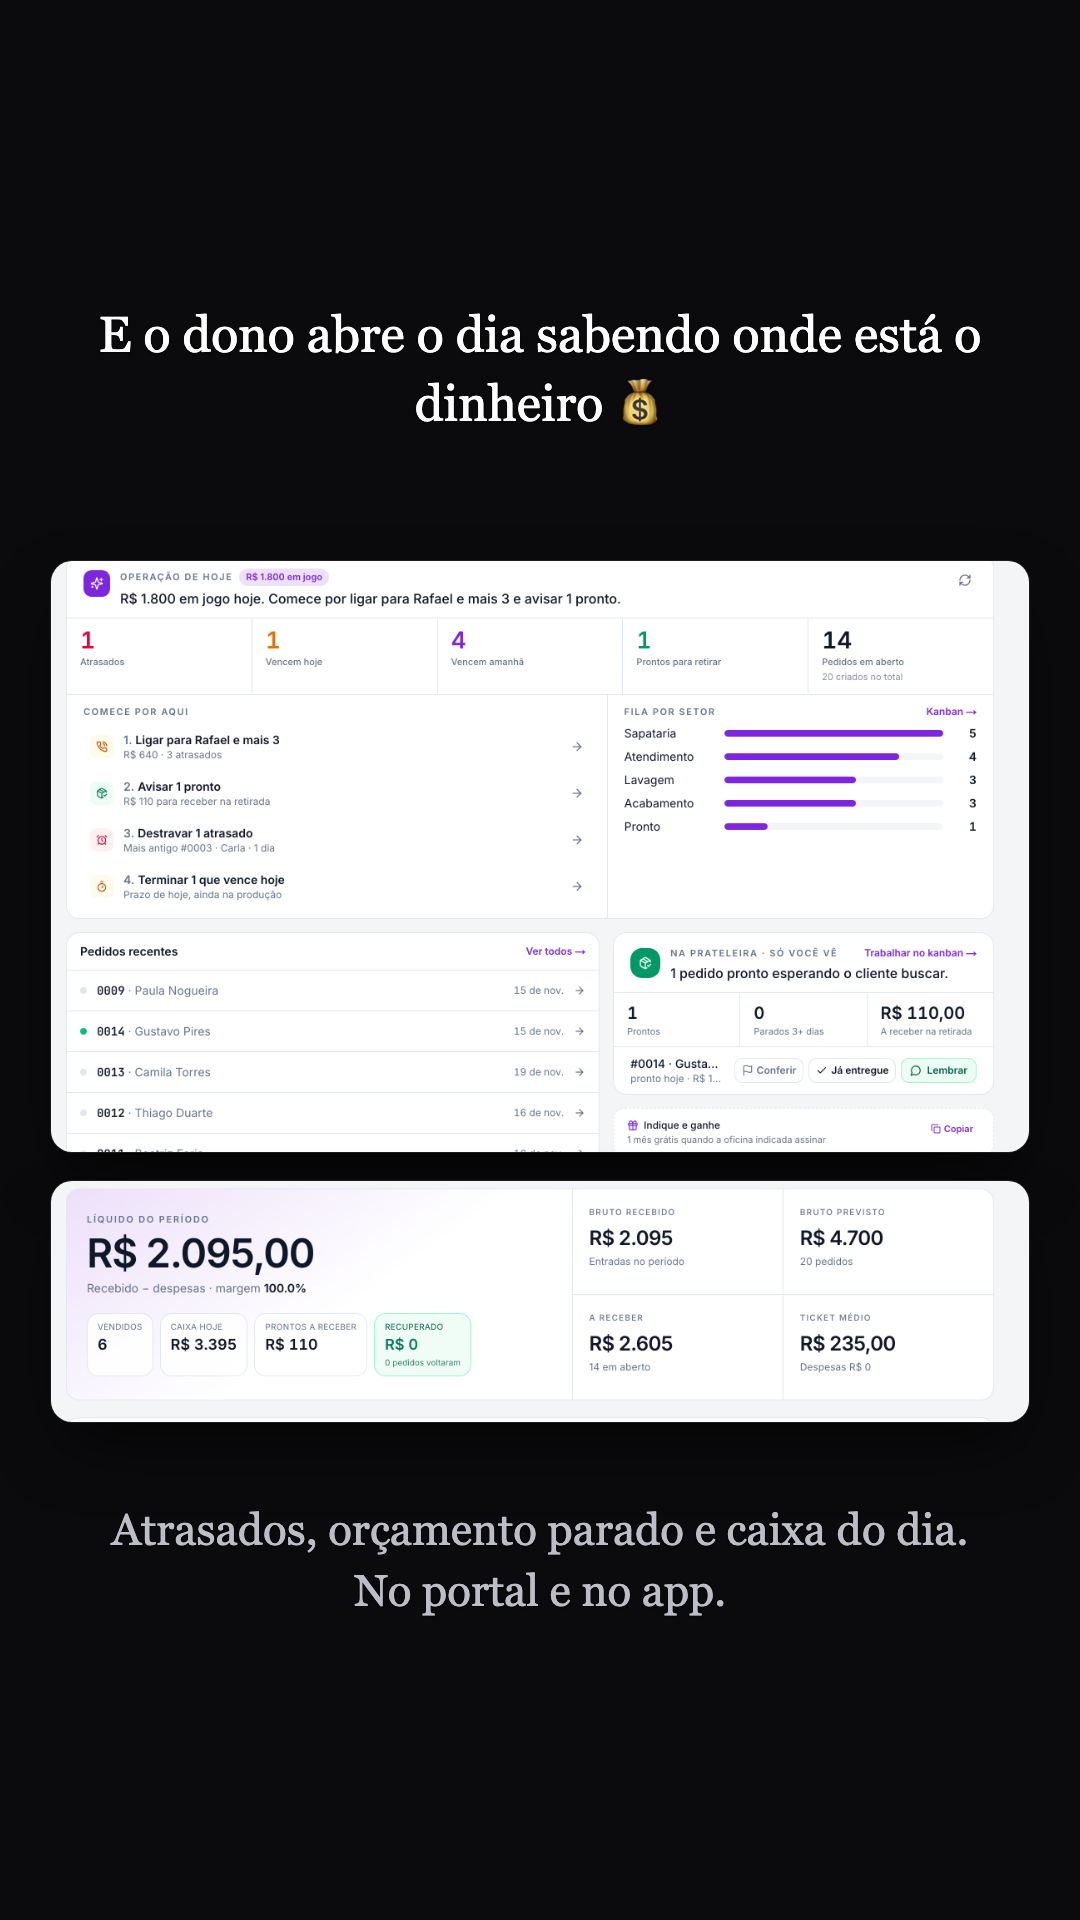 E o dono abre o dia sabendo onde está o
dinheiro 💰
OPERAÇÃO DE HOJE R$ 1.800 em jogo
R$ 1.800 em jogo hoje. Comece por ligar para Rafael e mais 3 e avisar 1 pronto.
1 1 4 1 14
Atrasados Vencem hoje Vencem amanhã Prontos para retirar Pedidos em aberto
20 criados no total
COMECE POR AQUI
1. Ligar para Rafael e mais 3
R$ 640 · 3 atrasados
2. Avisar 1 pronto
R$ 110 para receber na retirada
3. Destravar 1 atrasado
Mais antigo #0003 · Carla · 1 dia
4. Terminar 1 que vence hoje
Prazo de hoje, ainda na produção
FILA POR SETOR Kanban →
Sapataria 5
Atendimento 4
Lavagem 3
Acabamento 3
Pronto 1
Pedidos recentes Ver todos →
0009 · Paula Nogueira 15 de nov. →
0014 · Gustavo Pires 15 de nov. →
0013 · Camila Torres 19 de nov. →
0012 · Thiago Duarte 16 de nov. →
NA PRATELEIRA · SÓ VOCÊ VÊ Trabalhar no kanban →
1 pedido pronto esperando o cliente buscar.
1 0 R$ 110,00
Prontos Parados 3+ dias A receber na retirada
#0014 · Gusta... Conferir Já entregue Lembrar
pronto hoje · R$ 1...
Indique e ganhe Copiar
1 mês grátis quando a oficina indicada assinar
LÍQUIDO DO PERÍODO
R$ 2.095,00
Recebido − despesas · margem 100.0%
VENDIDOS CAIXA HOJE PRONTOS A RECEBER RECUPERADO
6 R$ 3.395 R$ 110 R$ 0
0 pedidos voltaram
BRUTO RECEBIDO BRUTO PREVISTO
R$ 2.095 R$ 4.700
Entradas no período 20 pedidos
A RECEBER TICKET MÉDIO
R$ 2.605 R$ 235,00
14 em aberto Despesas R$ 0
Atrasados, orçamento parado e caixa do dia.
No portal e no app.